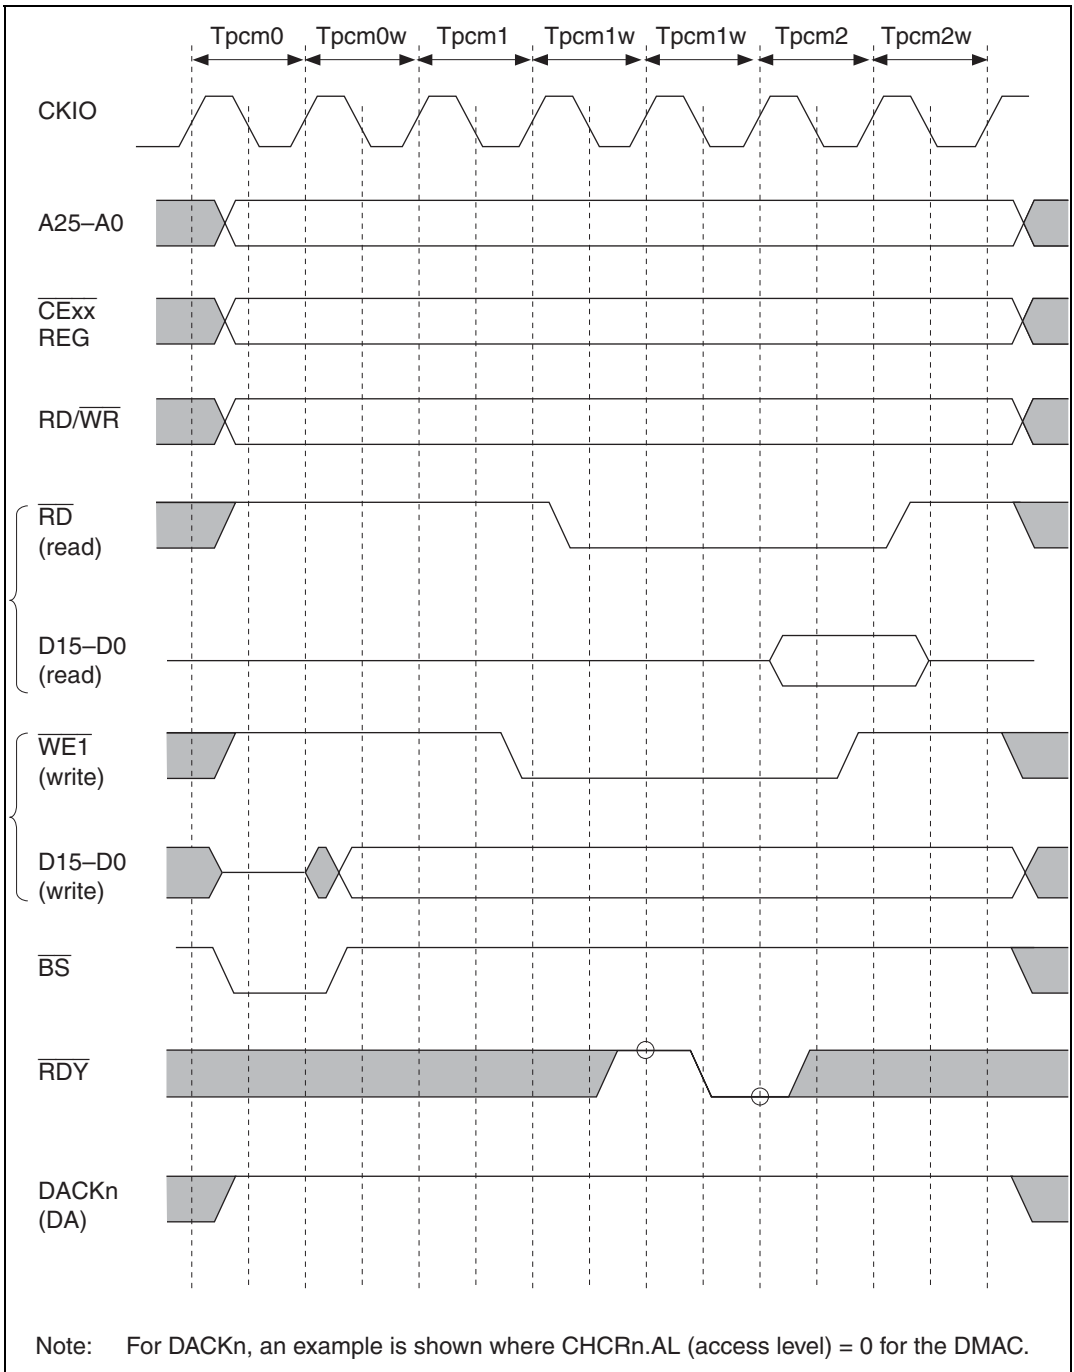 Tpcm0 Tpcm0w Tpcm1 Tpcm1w Tpcm1w Tpcm2 Tpcm2w
CKIO
A25–A0
CExx
REG
RD/WR
RD
(read)
D15–D0
(read)
WE1
(write)
D15–D0
(write)
BS
RDY
DACKn
(DA)
Note: For DACKn, an example is shown where CHCRn.AL (access level) = 0 for the DMAC.